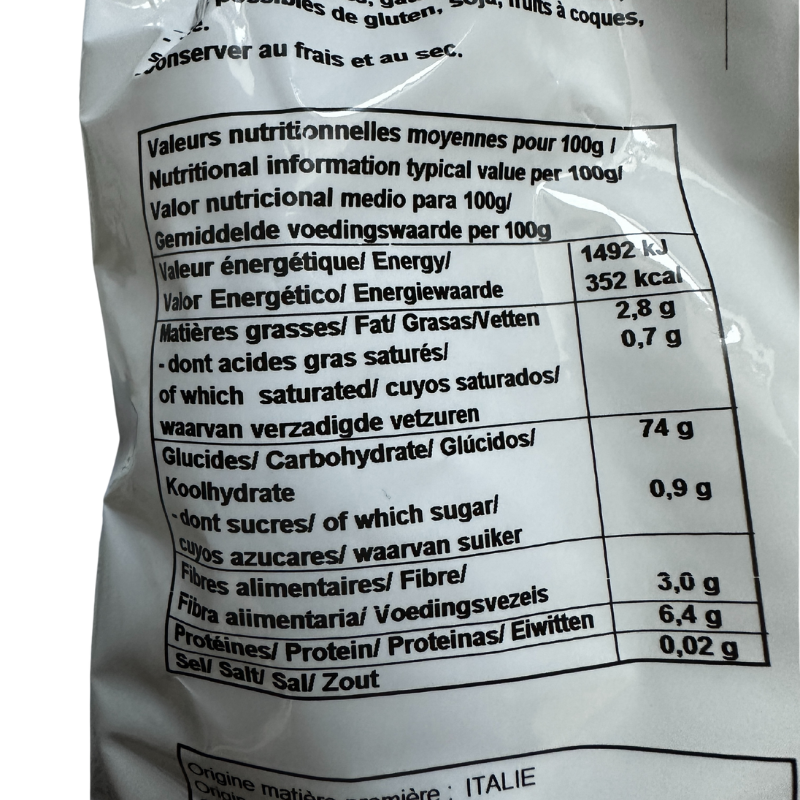 de gluten, soja, fruits à coques,
Conserver au frais et au sec.
Valeurs nutritionnelles moyennes pour 100g /
Nutritional information typical value per 100g/
Valor nutricional medio para 100g/
Gemiddelde voedingswaarde per 100g
Valeur énergétique/ Energy/ 1492 kJ
Valor Energético/ Energiewaarde 352 kcal
Matières grasses/ Fat/ Grasas/Vetten 2,8 g
- dont acides gras saturés/ 0,7 g
of which saturated/ cuyos saturados/
waarvan verzadigde vetzuren
Glucides/ Carbohydrate/ Glúcidos/ 74 g
Koolhydrate
- dont sucres/ of which sugar/ 0,9 g
cuyos azucares/ waarvan suiker
Fibres alimentaires/ Fibre/
Fibra alimentaria/ Voedingsvezeis 3,0 g
Protéines/ Protein/ Proteinas/ Eiwitten 6,4 g
Sel/ Salt/ Sal/ Zout 0,02 g
Origine matière première : ITALIE